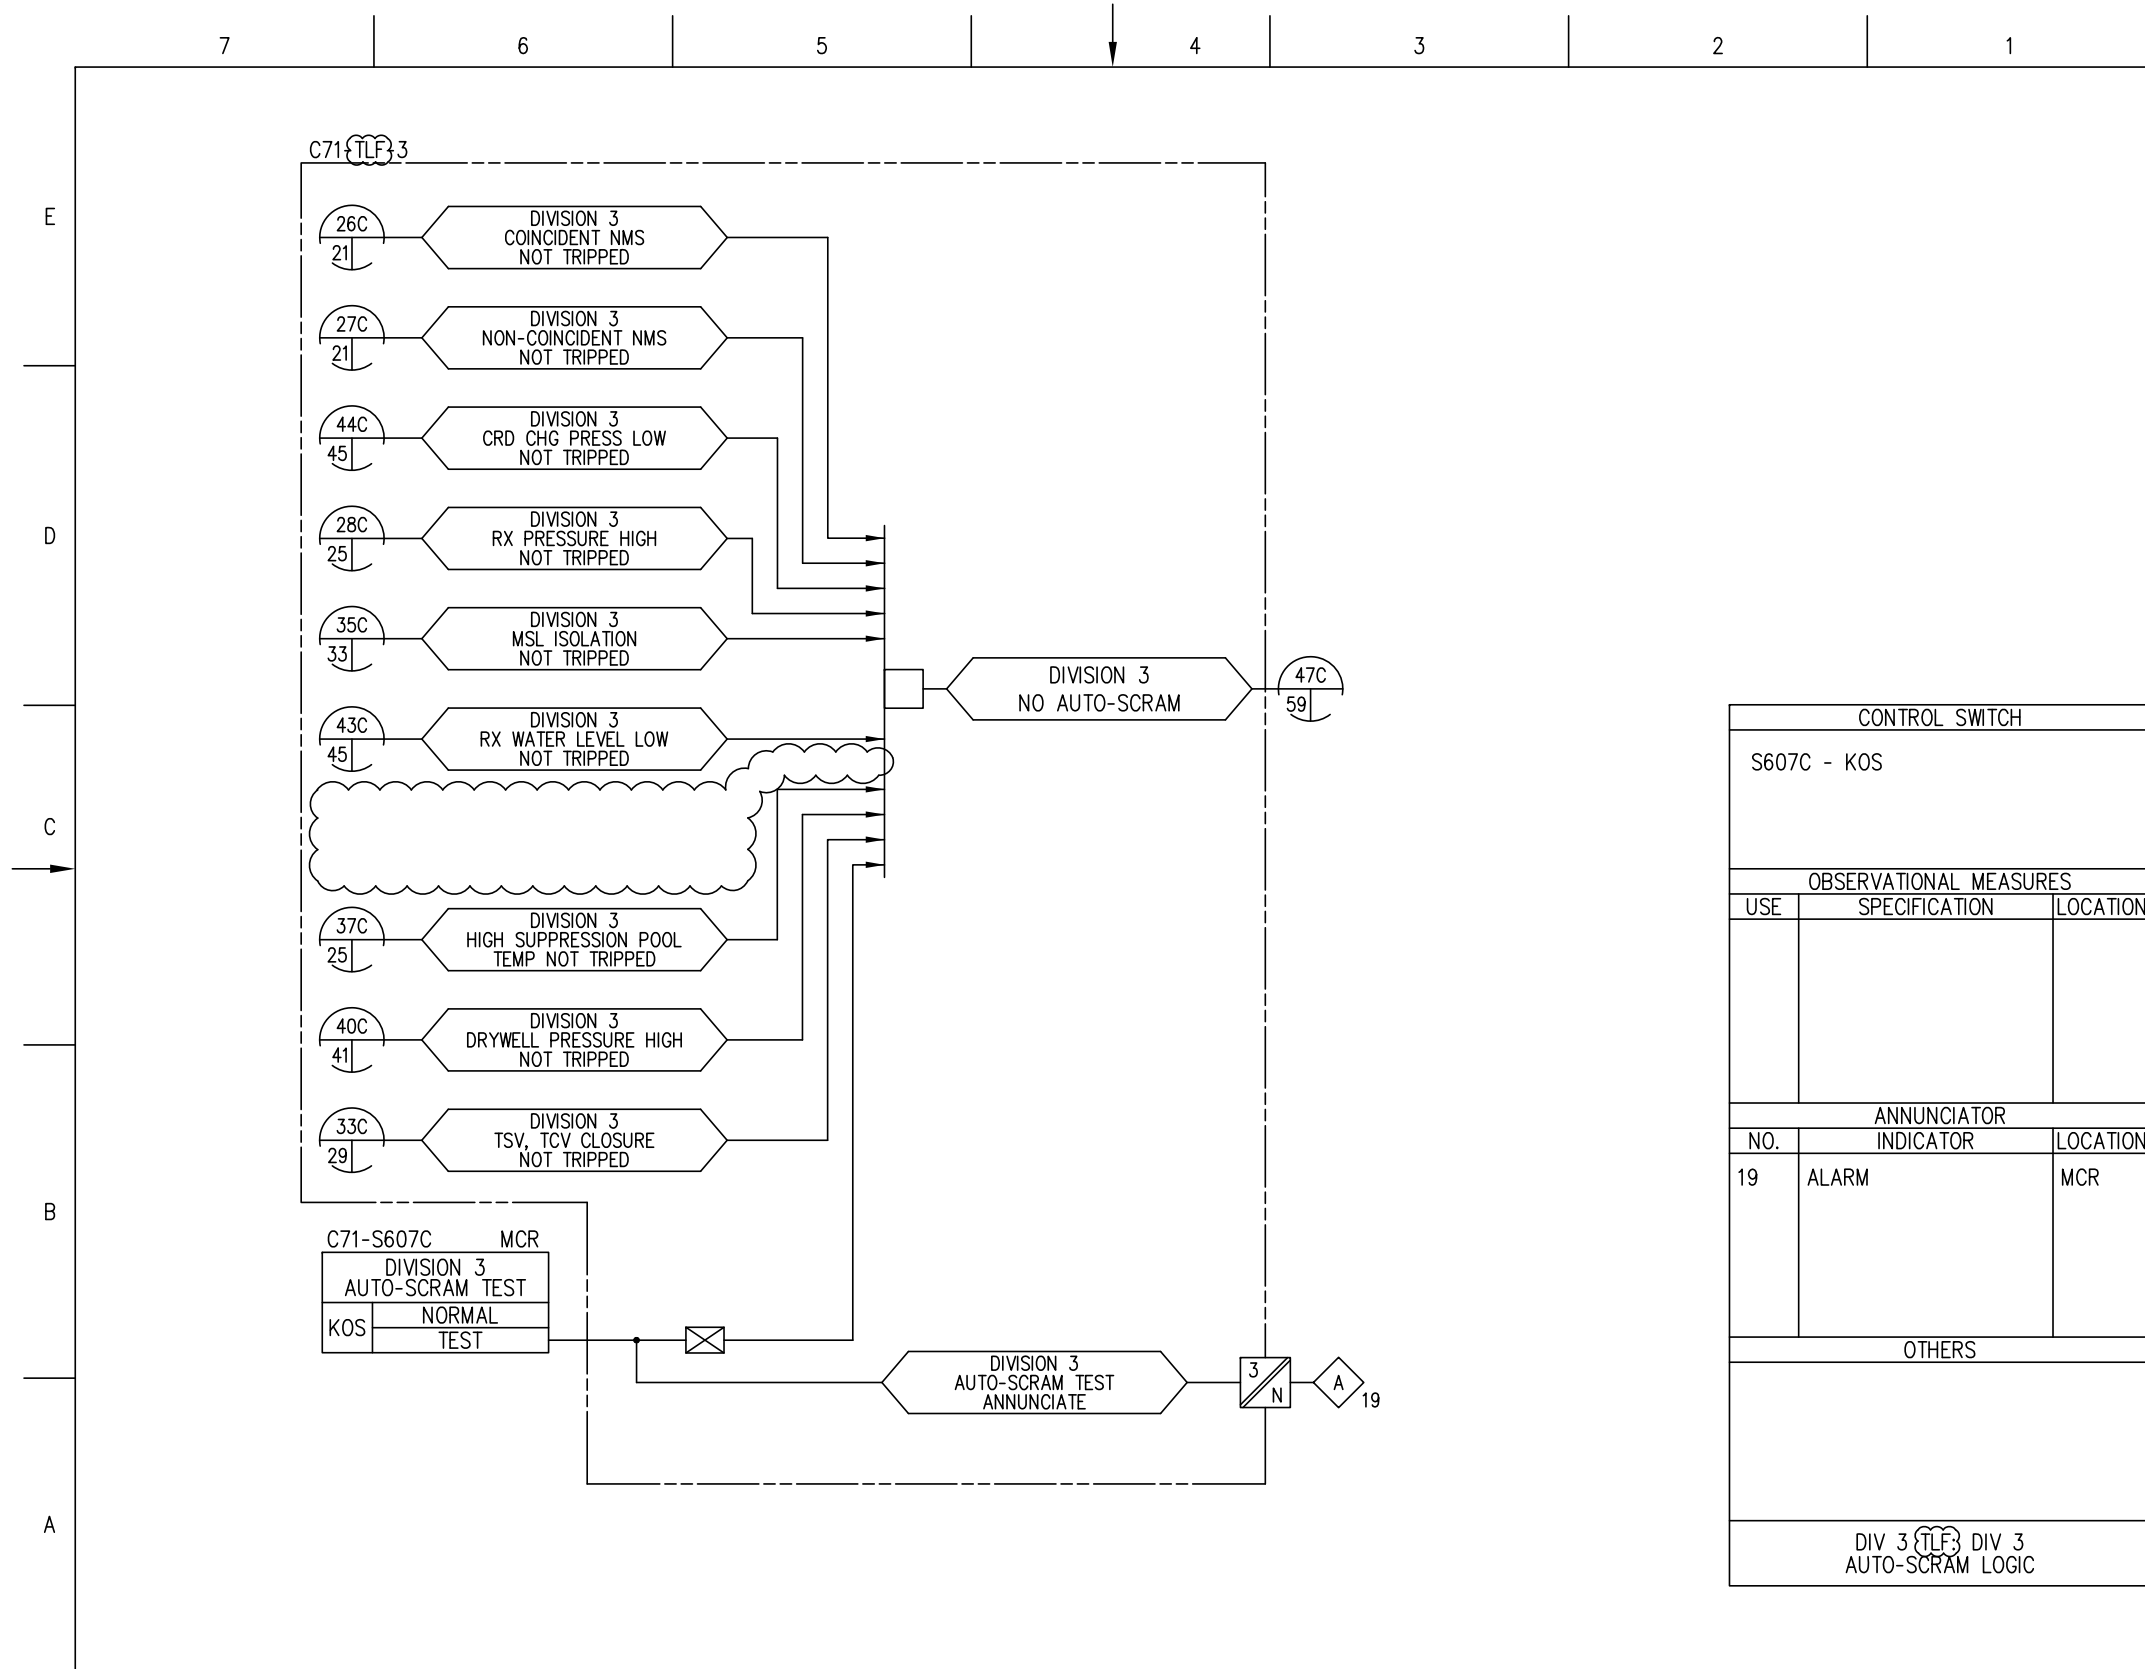 7 6 5 4 3 2 1
E
D
C
B
A
C71-TLF-3
26C
21
DIVISION 3
COINCIDENT NMS
NOT TRIPPED
27C
21
DIVISION 3
NON-COINCIDENT NMS
NOT TRIPPED
44C
45
DIVISION 3
CRD CHG PRESS LOW
NOT TRIPPED
28C
25
DIVISION 3
RX PRESSURE HIGH
NOT TRIPPED
35C
33
DIVISION 3
MSL ISOLATION
NOT TRIPPED
43C
45
DIVISION 3
RX WATER LEVEL LOW
NOT TRIPPED
37C
25
DIVISION 3
HIGH SUPPRESSION POOL
TEMP NOT TRIPPED
40C
41
DIVISION 3
DRYWELL PRESSURE HIGH
NOT TRIPPED
33C
29
DIVISION 3
TSV, TCV CLOSURE
NOT TRIPPED
DIVISION 3
NO AUTO-SCRAM
47C
59
C71-S607C MCR
DIVISION 3
AUTO-SCRAM TEST
KOS
NORMAL
TEST
DIVISION 3
AUTO-SCRAM TEST
ANNUNCIATE
3
N
A
19
CONTROL SWITCH
S607C - KOS
OBSERVATIONAL MEASURES
USE SPECIFICATION LOCATION
ANNUNCIATOR
NO. INDICATOR LOCATION
19 ALARM MCR
OTHERS
DIV 3 TLF: DIV 3
AUTO-SCRAM LOGIC